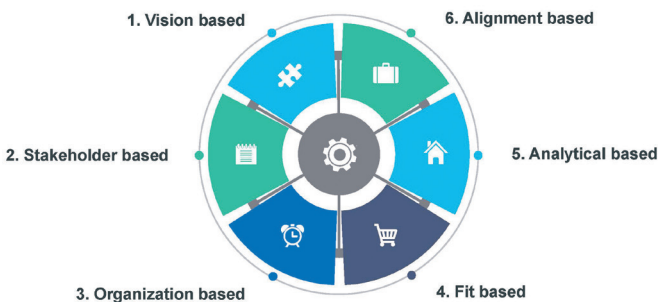 1. Vision based
6. Alignment based
2. Stakeholder based
5. Analytical based
3. Organization based
4. Fit based